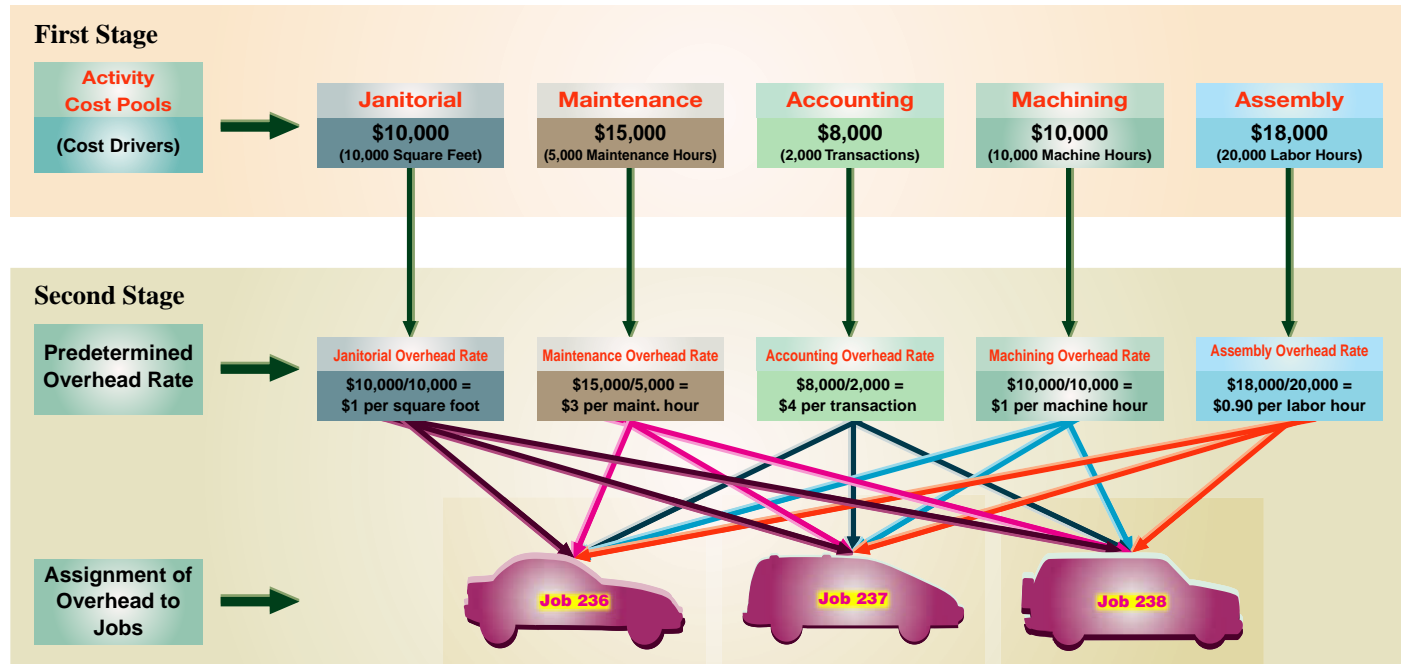 First Stage
Activity
Cost Pools
(Cost Drivers)
Janitorial
$10,000
(10,000 Square Feet)
Maintenance
$15,000
(5,000 Maintenance Hours)
Accounting
$8,000
(2,000 Transactions)
Machining
$10,000
(10,000 Machine Hours)
Assembly
$18,000
(20,000 Labor Hours)
Second Stage
Predetermined
Overhead Rate
Janitorial Overhead Rate
$10,000/10,000 =
$1 per square foot
Maintenance Overhead Rate
$15,000/5,000 =
$3 per maint. hour
Accounting Overhead Rate
$8,000/2,000 =
$4 per transaction
Machining Overhead Rate
$10,000/10,000 =
$1 per machine hour
Assembly Overhead Rate
$18,000/20,000 =
$0.90 per labor hour
Assignment of
Overhead to
Jobs
Job 236
Job 237
Job 238